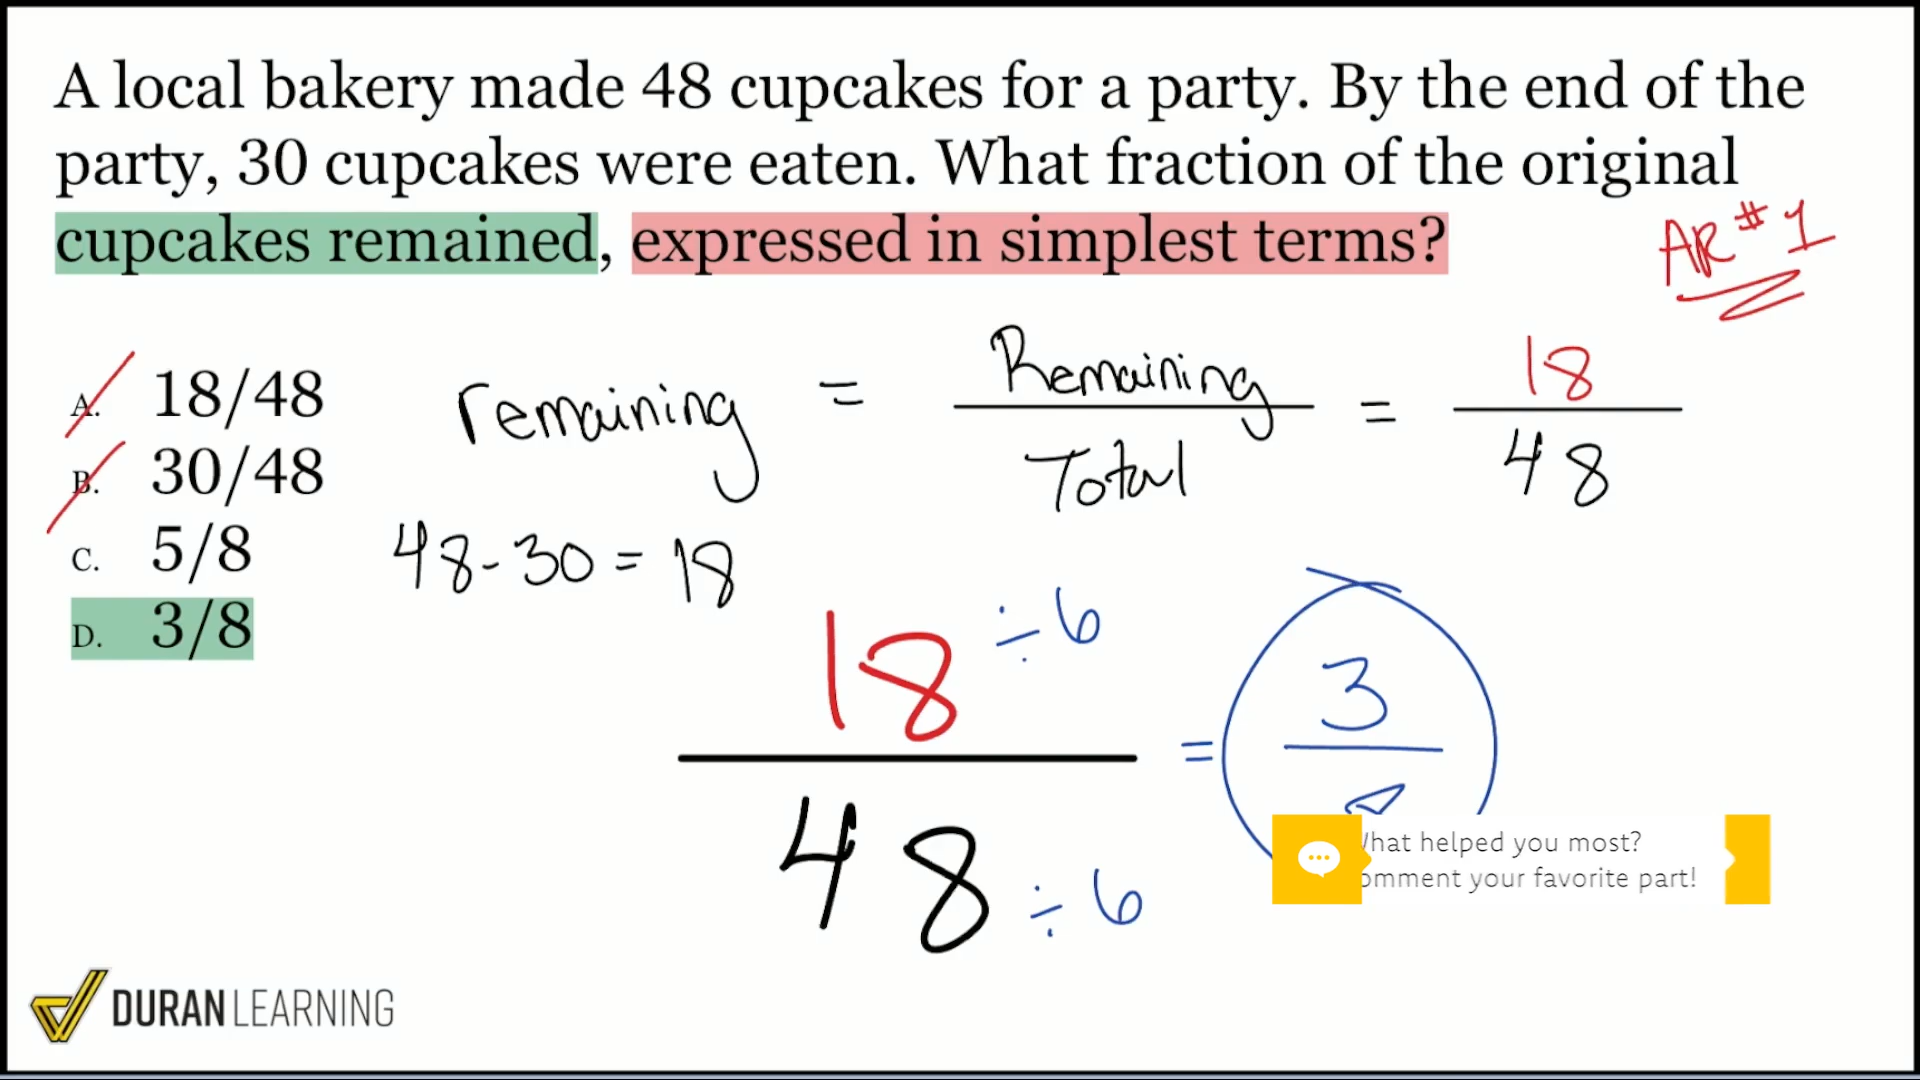 A local bakery made 48 cupcakes for a party. By the end of the
party, 30 cupcakes were eaten. What fraction of the original
cupcakes remained, expressed in simplest terms?
AR #1
A. 18/48
B. 30/48
C. 5/8
D. 3/8
remaining = Remaining / Total = 18 / 48
48-30 = 18
18 ÷6
48 ÷6
= 3
hat helped you most?
omment your favorite part!
DURAN LEARNING